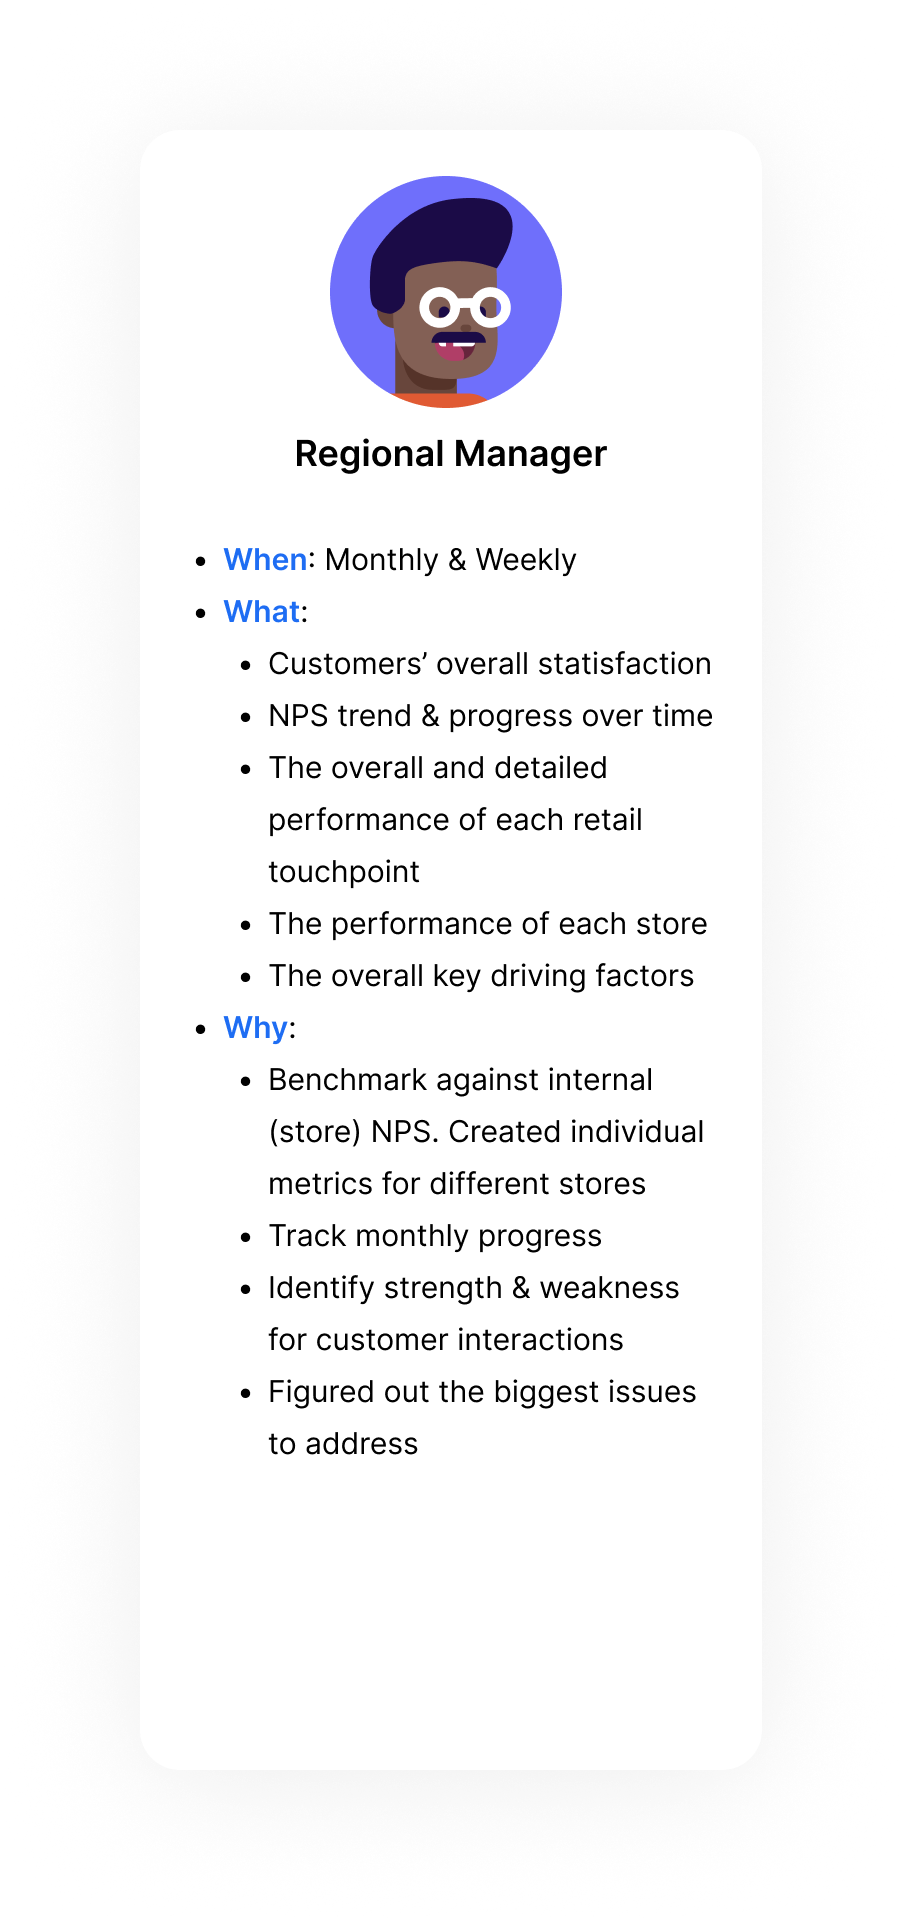 Regional Manager
• When: Monthly & Weekly
• What:
• Customers’ overall statisfaction
• NPS trend & progress over time
• The overall and detailed
performance of each retail
touchpoint
• The performance of each store
• The overall key driving factors
• Why:
• Benchmark against internal
(store) NPS. Created individual
metrics for different stores
• Track monthly progress
• Identify strength & weakness
for customer interactions
• Figured out the biggest issues
to address